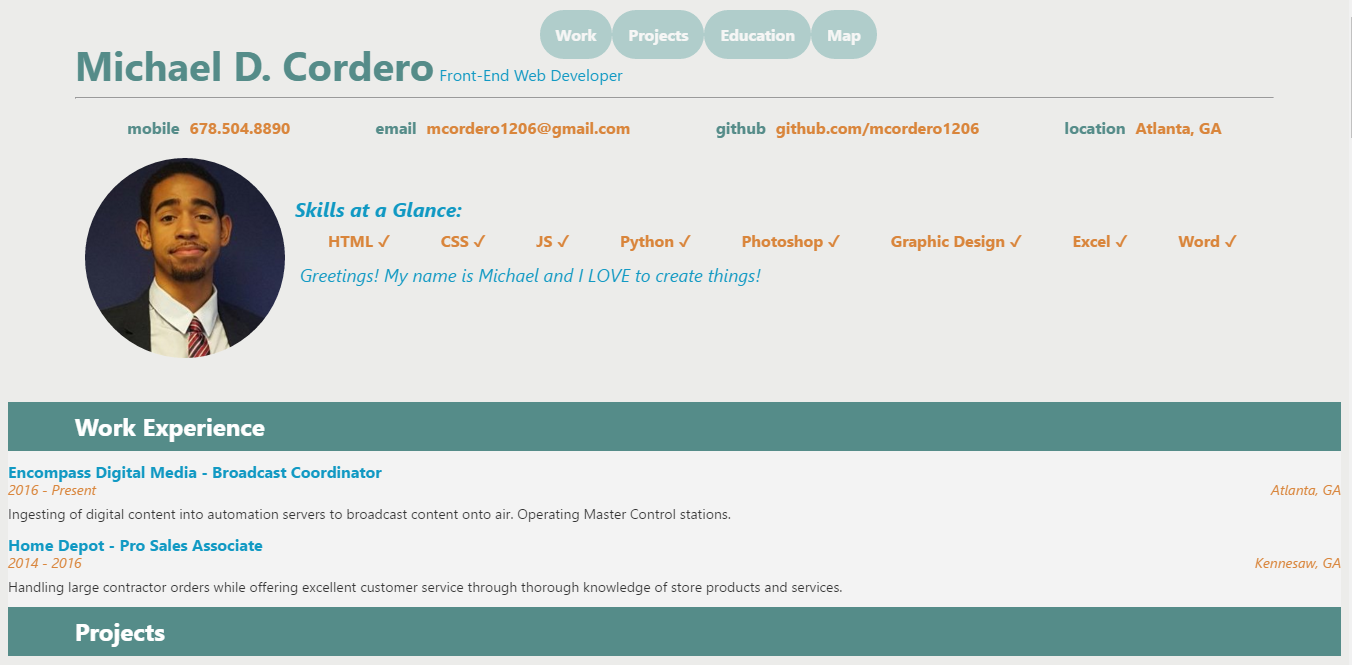 Work Projects Education Map
Michael D. Cordero Front-End Web Developer
mobile 678.504.8890 email mcordero1206@gmail.com github github.com/mcordero1206 location Atlanta, GA
Skills at a Glance:
HTML ✓ CSS ✓ JS ✓ Python ✓ Photoshop ✓ Graphic Design ✓ Excel ✓ Word ✓
Greetings! My name is Michael and I LOVE to create things!
Work Experience
Encompass Digital Media - Broadcast Coordinator
2016 - Present Atlanta, GA
Ingesting of digital content into automation servers to broadcast content onto air. Operating Master Control stations.
Home Depot - Pro Sales Associate
2014 - 2016 Kennesaw, GA
Handling large contractor orders while offering excellent customer service through thorough knowledge of store products and services.
Projects